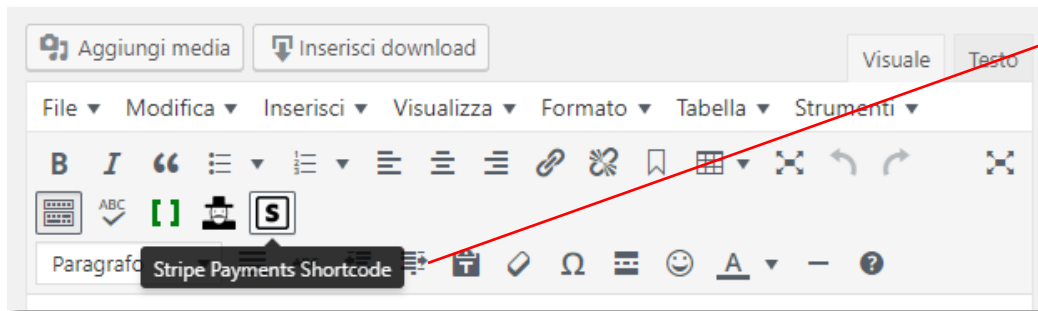 Aggiungi media Inserisci download
Visuale Testo
File Modifica Inserisci Visualizza Formato Tabella Strumenti
B I
ABC [ ] S
Paragrafo Stripe Payments Shortcode Ω A